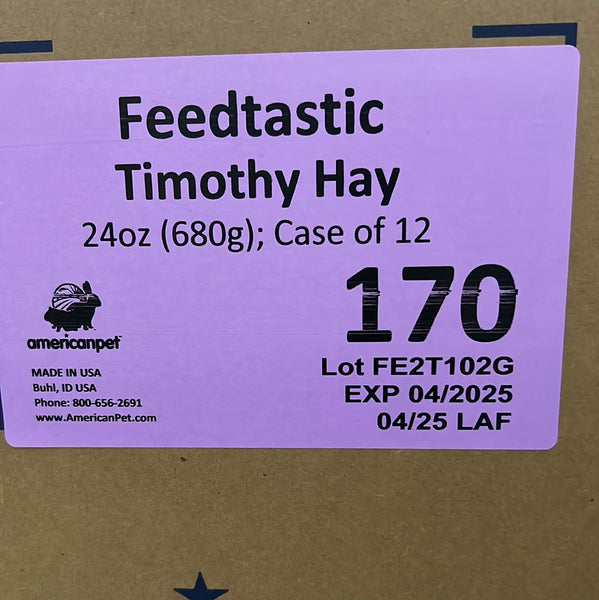 Feedtastic
Timothy Hay
24oz (680g); Case of 12
170
americanpet
Lot FE2T102G
EXP 04/2025
04/25 LAF
MADE IN USA
Buhl, ID USA
Phone: 800-656-2691
www.AmericanPet.com